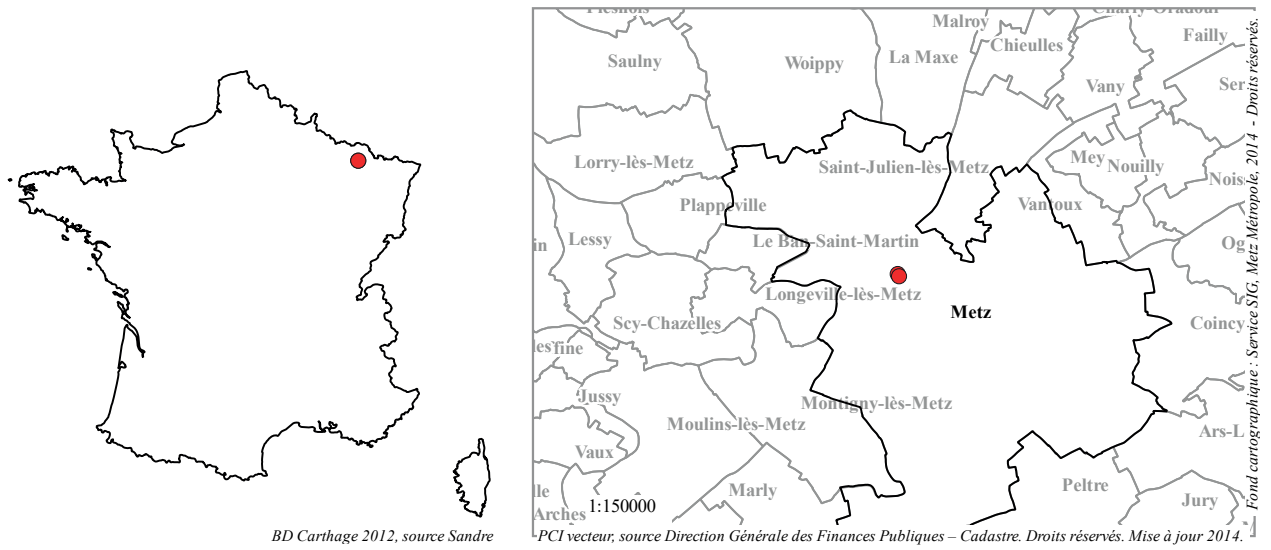 Malroy
Charly-Oradour
Saulny
Woippy
La Maxe
Chieulles
Failly
Vany
Lorry-lès-Metz
Saint-Julien-lès-Metz
Mey
Nouilly
Plappeville
Vantoux
Lessy
Le Ban-Saint-Martin
Longeville-lès-Metz
Scy-Chazelles
Metz
Coincy
Jussy
Montigny-lès-Metz
Moulins-lès-Metz
Ars-L
Vaux
Marly
Peltre
Jury
Arches
1:150000
BD Carthage 2012, source Sandre
PCI vecteur, source Direction Générale des Finances Publiques – Cadastre. Droits réservés. Mise à jour 2014.
Fond cartographique : Service SIG, Metz Métropole, 2014 - Droits réservés.